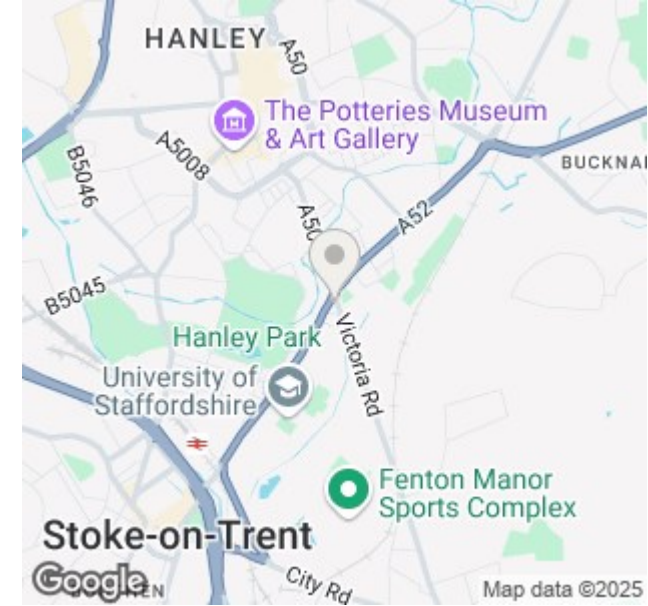 HANLEY
A50
The Potteries Museum
& Art Gallery
A5008
B5046
BUCKNA
A52
A50
B5045
Hanley Park
Victoria Rd
University of
Staffordshire
Fenton Manor
Sports Complex
Stoke-on-Trent
City Rd
Google
Map data ©2025